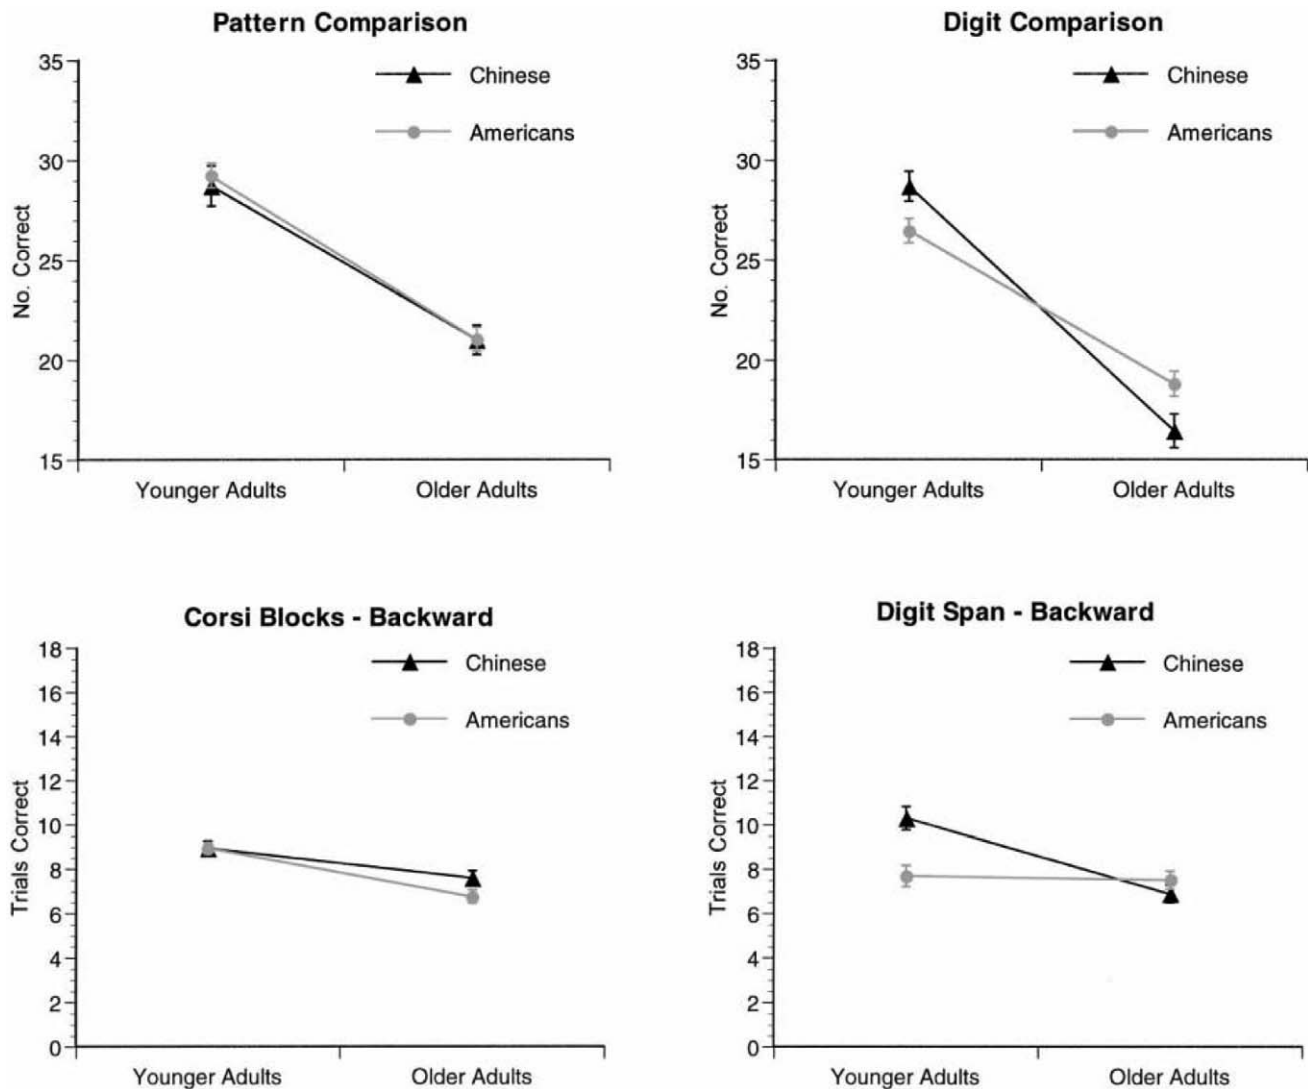 Pattern Comparison
35
30
25
20
15
No. Correct
Chinese
Americans
Younger Adults
Older Adults
Digit Comparison
35
30
25
20
15
No. Correct
Chinese
Americans
Younger Adults
Older Adults
Corsi Blocks - Backward
18
16
14
12
10
8
6
4
2
0
Trials Correct
Chinese
Americans
Younger Adults
Older Adults
Digit Span - Backward
18
16
14
12
10
8
6
4
2
0
Trials Correct
Chinese
Americans
Younger Adults
Older Adults